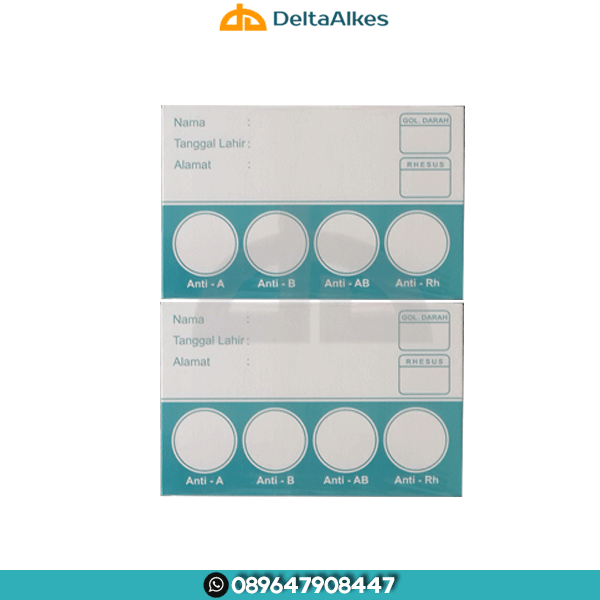 DeltaAlkes
Nama :
GOL. DARAH
Tanggal Lahir :
Alamat :
RHESUS
Anti - A Anti - B Anti - AB Anti - Rh
Nama :
GOL. DARAH
Tanggal Lahir :
Alamat :
RHESUS
Anti - A Anti - B Anti - AB Anti - Rh
089647908447